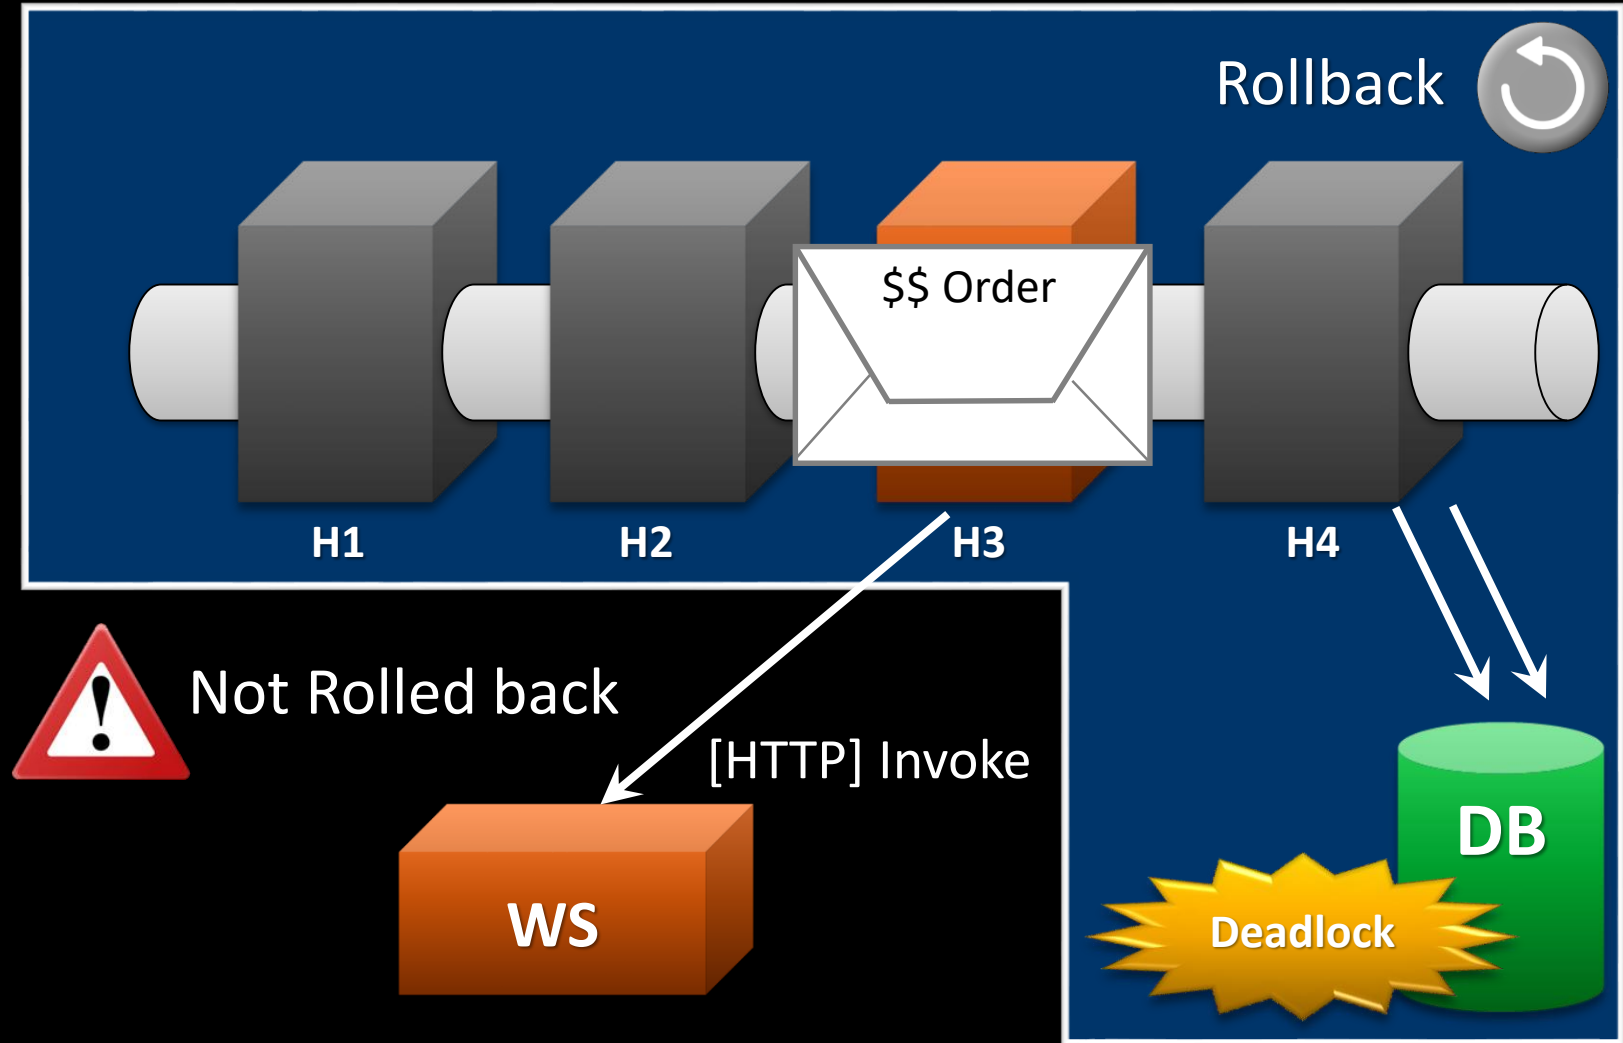 Rollback
$$ Order
H1
H2
H3
H4
Not Rolled back
[HTTP] Invoke
DB
WS
Deadlock